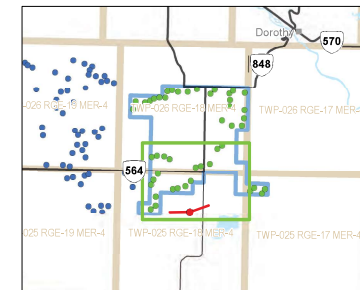 Dorothy
570
848
TWP-026 RGE-19 MER-4
TWP-026 RGE-18 MER-4
TWP-026 RGE-17 MER-4
564
025 RGE-19 MER-4
TWP-025 RGE-18 MER-4
TWP-025 RGE-17 MER-4